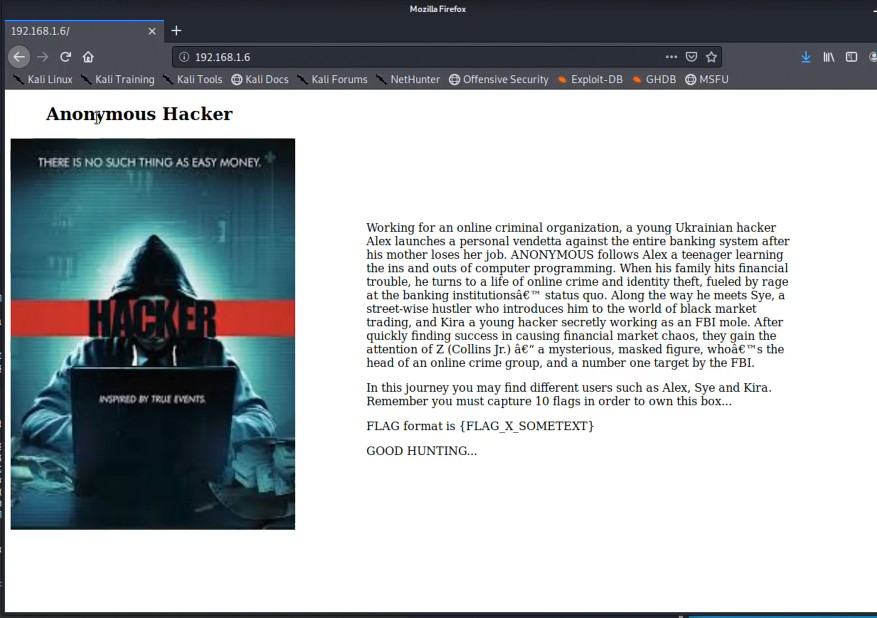 Mozilla Firefox
192.168.1.6/
192.168.1.6
Kali Linux Kali Training Kali Tools Kali Docs Kali Forums NetHunter Offensive Security Exploit-DB GHDB MSFU
Anonymous Hacker
THERE IS NO SUCH THING AS EASY MONEY.
HACKER
INSPIRED BY TRUE EVENTS.
Working for an online criminal organization, a young Ukrainian hacker
Alex launches a personal vendetta against the entire banking system after
his mother loses her job. ANONYMOUS follows Alex a teenager learning
the ins and outs of computer programming. When his family hits financial
trouble, he turns to a life of online crime and identity theft, fueled by rage
at the banking institutionsâ€™ status quo. Along the way he meets Sye, a
street-wise hustler who introduces him to the world of black market
trading, and Kira a young hacker secretly working as an FBI mole. After
quickly finding success in causing financial market chaos, they gain the
attention of Z (Collins Jr.) â€“ a mysterious, masked figure, whoâ€™s the
head of an online crime group, and a number one target by the FBI.
In this journey you may find different users such as Alex, Sye and Kira.
Remember you must capture 10 flags in order to own this box...
FLAG format is {FLAG_X_SOMETEXT}
GOOD HUNTING...